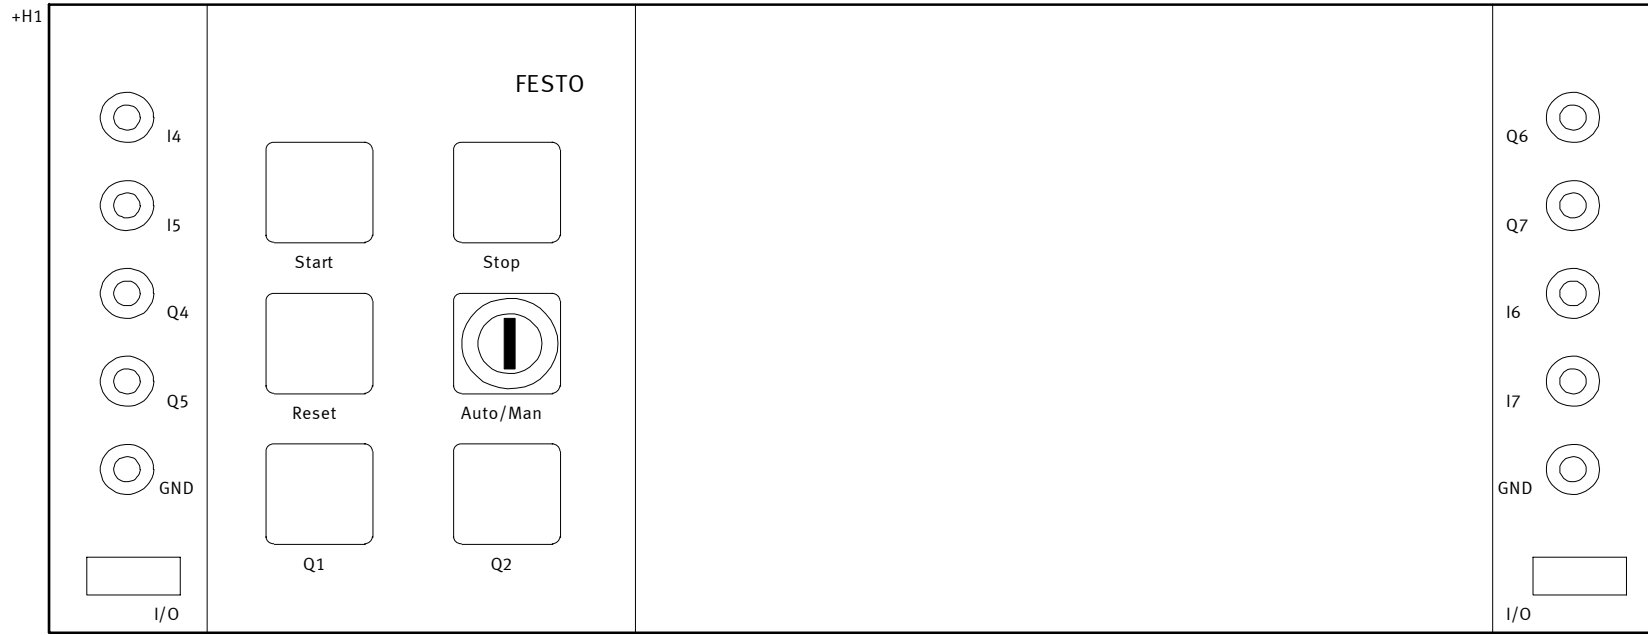 +H1
FESTO
I4
I5
Q4
Q5
GND
I/O
Start
Stop
Reset
Auto/Man
Q1
Q2
Q6
Q7
I6
I7
GND
I/O